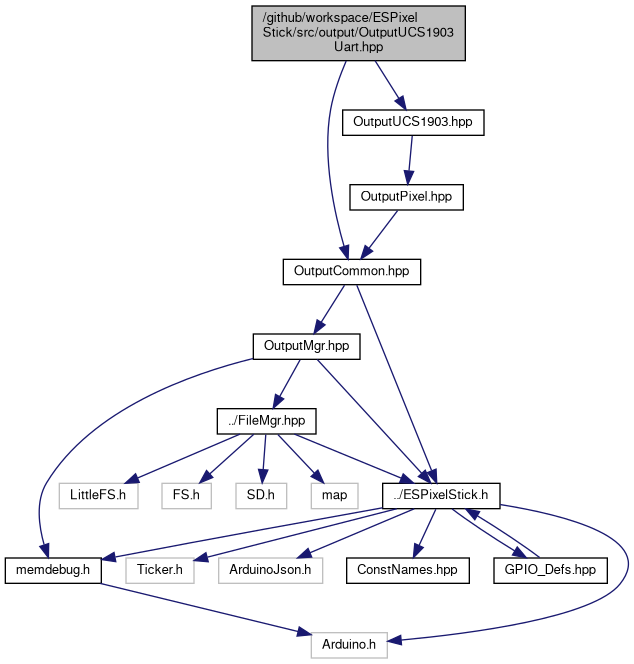 /github/workspace/ESPixel
Stick/src/output/OutputUCS1903
Uart.hpp
OutputUCS1903.hpp
OutputPixel.hpp
OutputCommon.hpp
OutputMgr.hpp
../FileMgr.hpp
LittleFS.h
FS.h
SD.h
map
../ESPixelStick.h
memdebug.h
Ticker.h
ArduinoJson.h
ConstNames.hpp
GPIO_Defs.hpp
Arduino.h